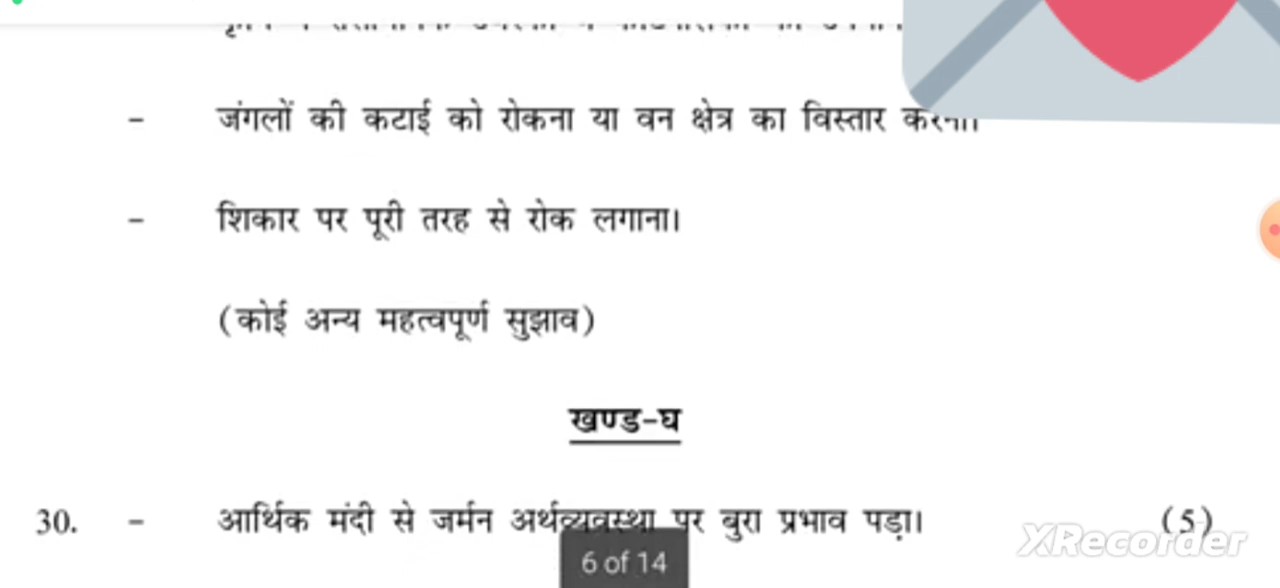 - जंगलों की कटाई को रोकना या वन क्षेत्र का विस्तार करना।
- शिकार पर पूरी तरह से रोक लगाना।
(कोई अन्य महत्वपूर्ण सुझाव)
खण्ड-घ
30. - आर्थिक मंदी से जर्मन अर्थव्यवस्था पर बुरा प्रभाव पड़ा। (5)
6 of 14
XRecorder